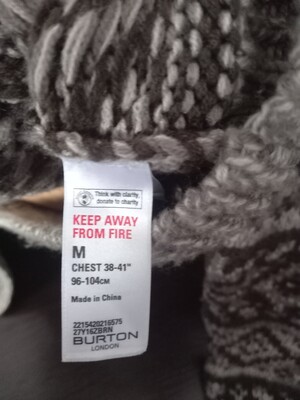 Think with clarity,
donate to charity
KEEP AWAY
FROM FIRE
M
CHEST 38-41"
96-104CM
Made in China
2215420216575
27Y16ZBRN
BURTON
LONDON